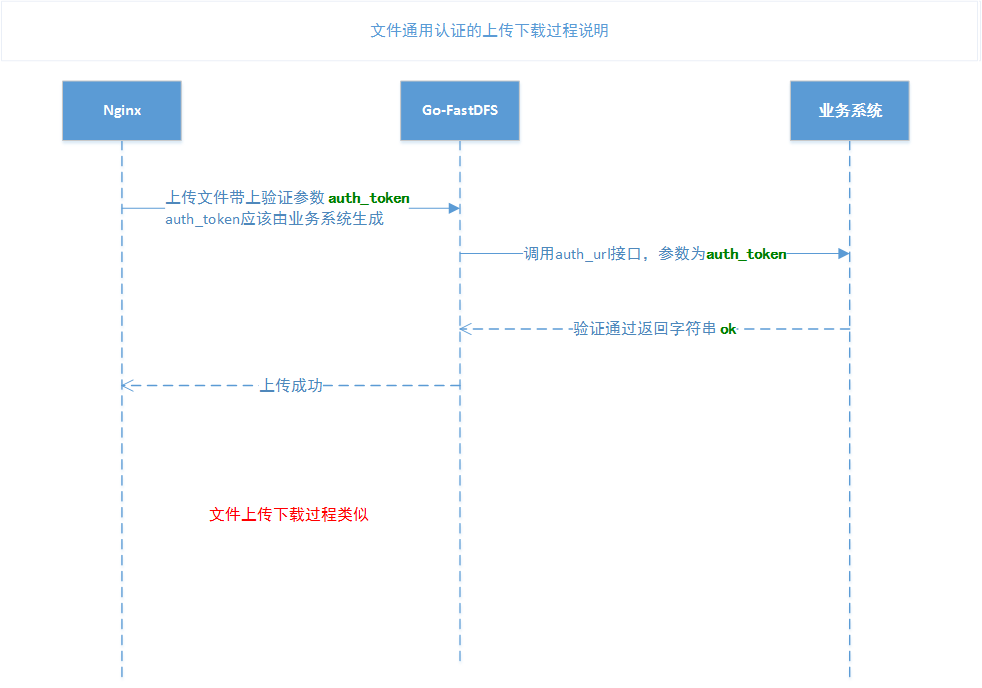 文件通用认证的上传下载过程说明
Nginx
Go-FastDFS
业务系统
上传文件带上验证参数 auth_token
auth_token应该由业务系统生成
调用auth_url接口，参数为auth_token
验证通过返回字符串 ok
上传成功
文件上传下载过程类似